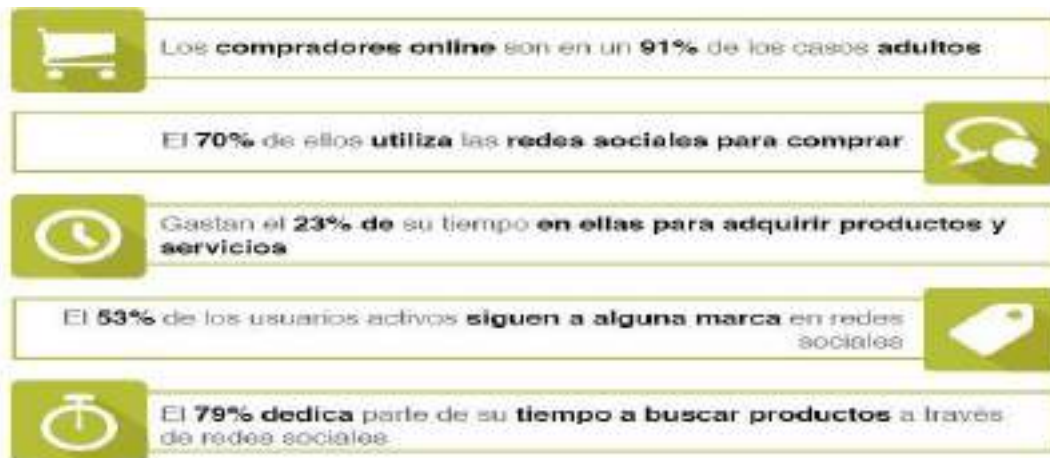 Los compradores online son en un 91% de los casos adultos
El 70% de ellos utiliza las redes sociales para comprar
Gastan el 23% de su tiempo en ellas para adquirir productos y
servicios
El 53% de los usuarios activos siguen a alguna marca en redes
sociales
El 79% dedica parte de su tiempo a buscar productos a través
de redes sociales